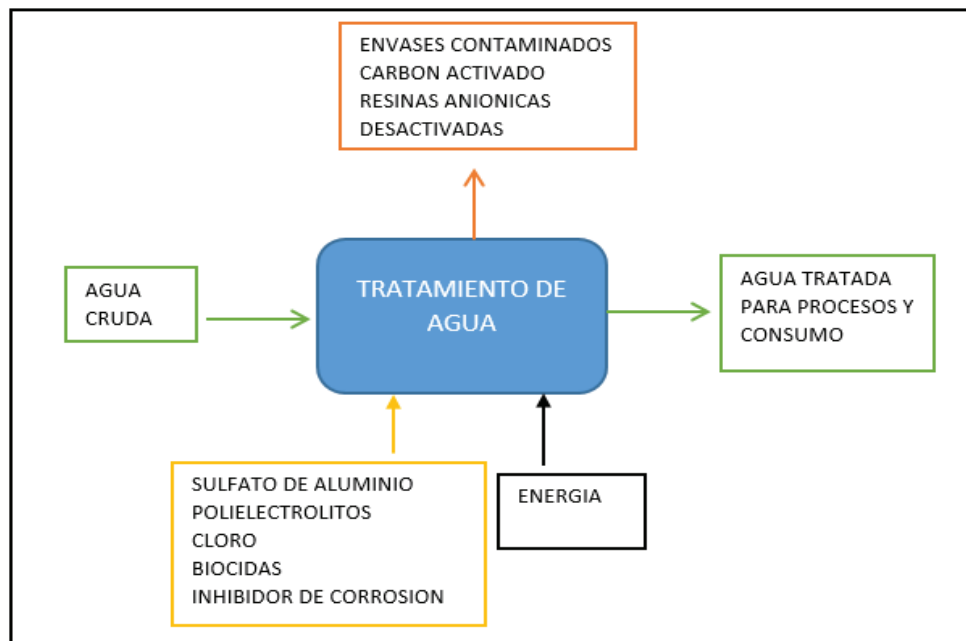 ENVASES CONTAMINADOS
CARBON ACTIVADO
RESINAS ANIONICAS
DESACTIVADAS
AGUA
CRUDA
TRATAMIENTO DE
AGUA
AGUA TRATADA
PARA PROCESOS Y
CONSUMO
SULFATO DE ALUMINIO
POLIELECTROLITOS
CLORO
BIOCIDAS
INHIBIDOR DE CORROSION
ENERGIA